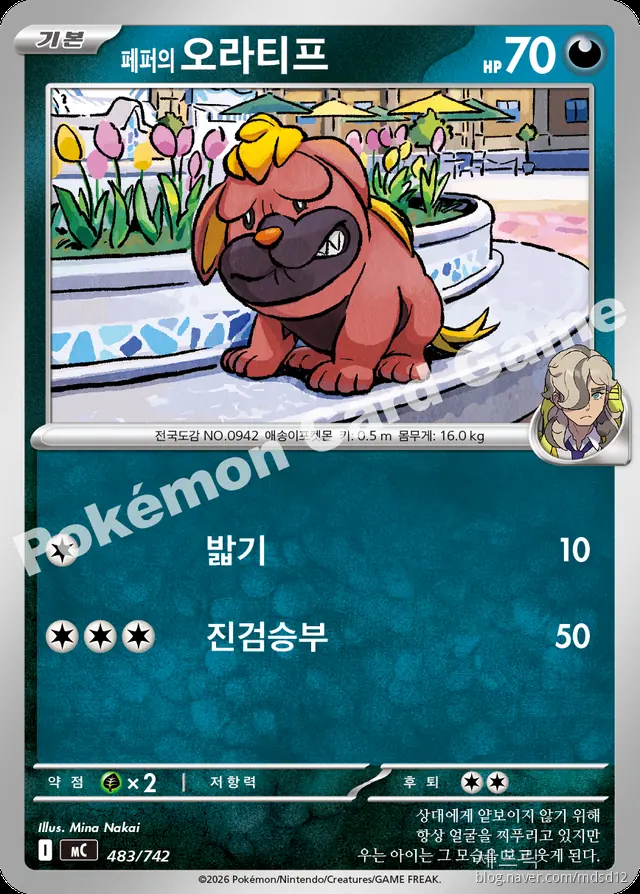 기본
페퍼의 오라티프
HP 70
전국도감 NO.0942 애송이포켓몬 키: 0.5 m 몸무게: 16.0 kg
Pokémon Card Game
밟기 10
진검승부 50
약점 ×2 저항력 후퇴
Illus. Mina Nakai
상대에게 얕보이지 않기 위해
항상 얼굴을 찌푸리고 있지만
우는 아이는 그 모습을 보고 웃게 된다.
I MC 483/742
©2026 Pokémon/Nintendo/Creatures/GAME FREAK.
blog.naver.com/mdsd12